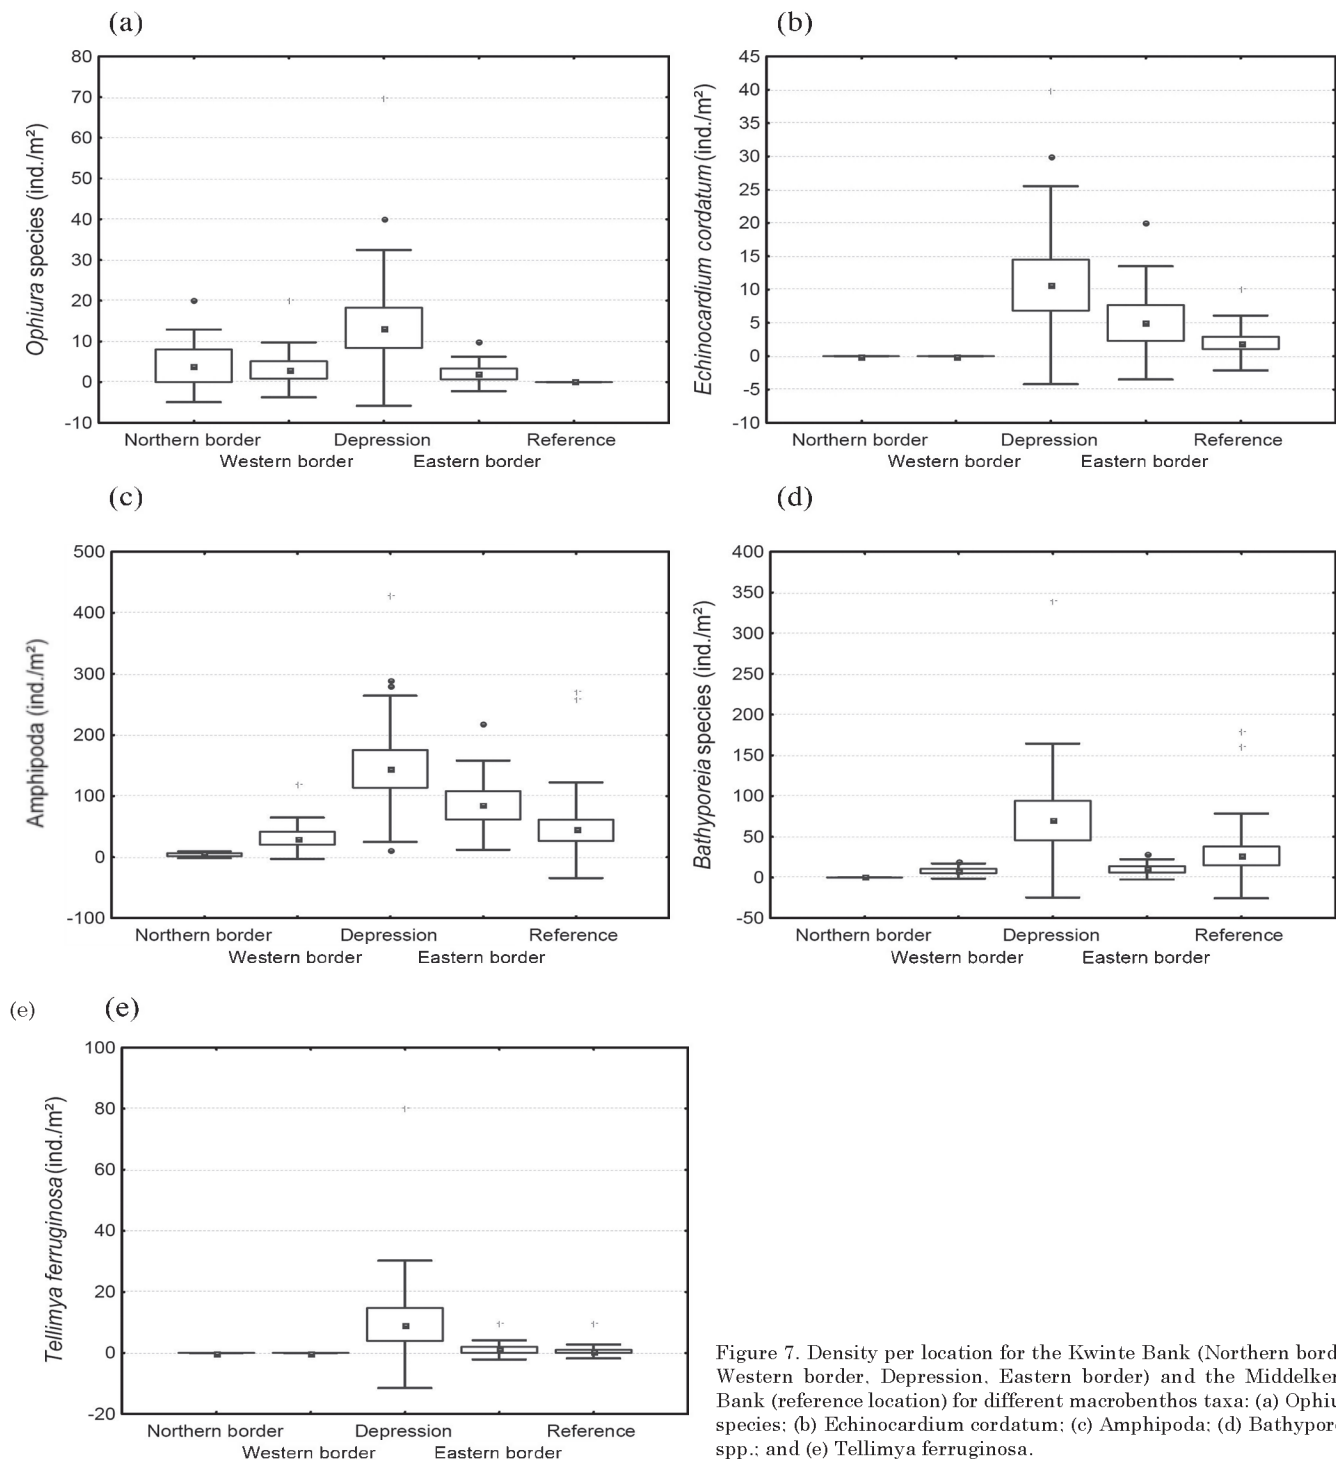 (a)
80
70
60
50
40
30
20
10
0
-10
Ophiura species (ind./m²)
Northern border Depression Reference
Western border Eastern border
(b)
45
40
35
30
25
20
15
10
5
0
-5
-10
Echinocardium cordatum (ind./m²)
Northern border Depression Reference
Western border Eastern border
(c)
500
400
300
200
100
0
-100
Amphipoda (ind./m²)
Northern border Depression Reference
Western border Eastern border
(d)
400
350
300
250
200
150
100
50
0
-50
Bathyporeia species (ind./m²)
Northern border Depression Reference
Western border Eastern border
(e) (e)
100
80
60
40
20
0
-20
Tellimya ferruginosa (ind./m²)
Northern border Depression Reference
Western border Eastern border
Figure 7. Density per location for the Kwinte Bank (Northern bord
Western border, Depression, Eastern border) and the Middelker
Bank (reference location) for different macrobenthos taxa: (a) Ophiu
species; (b) Echinocardium cordatum; (c) Amphipoda; (d) Bathypore
spp.; and (e) Tellimya ferruginosa.